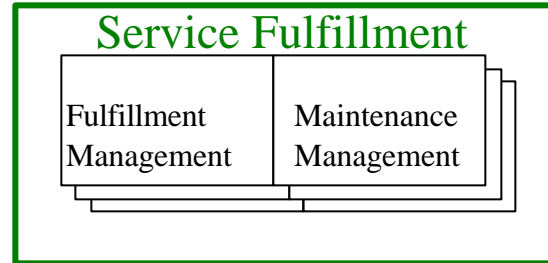 Service Fulfillment
Fulfillment
Management
Maintenance
Management